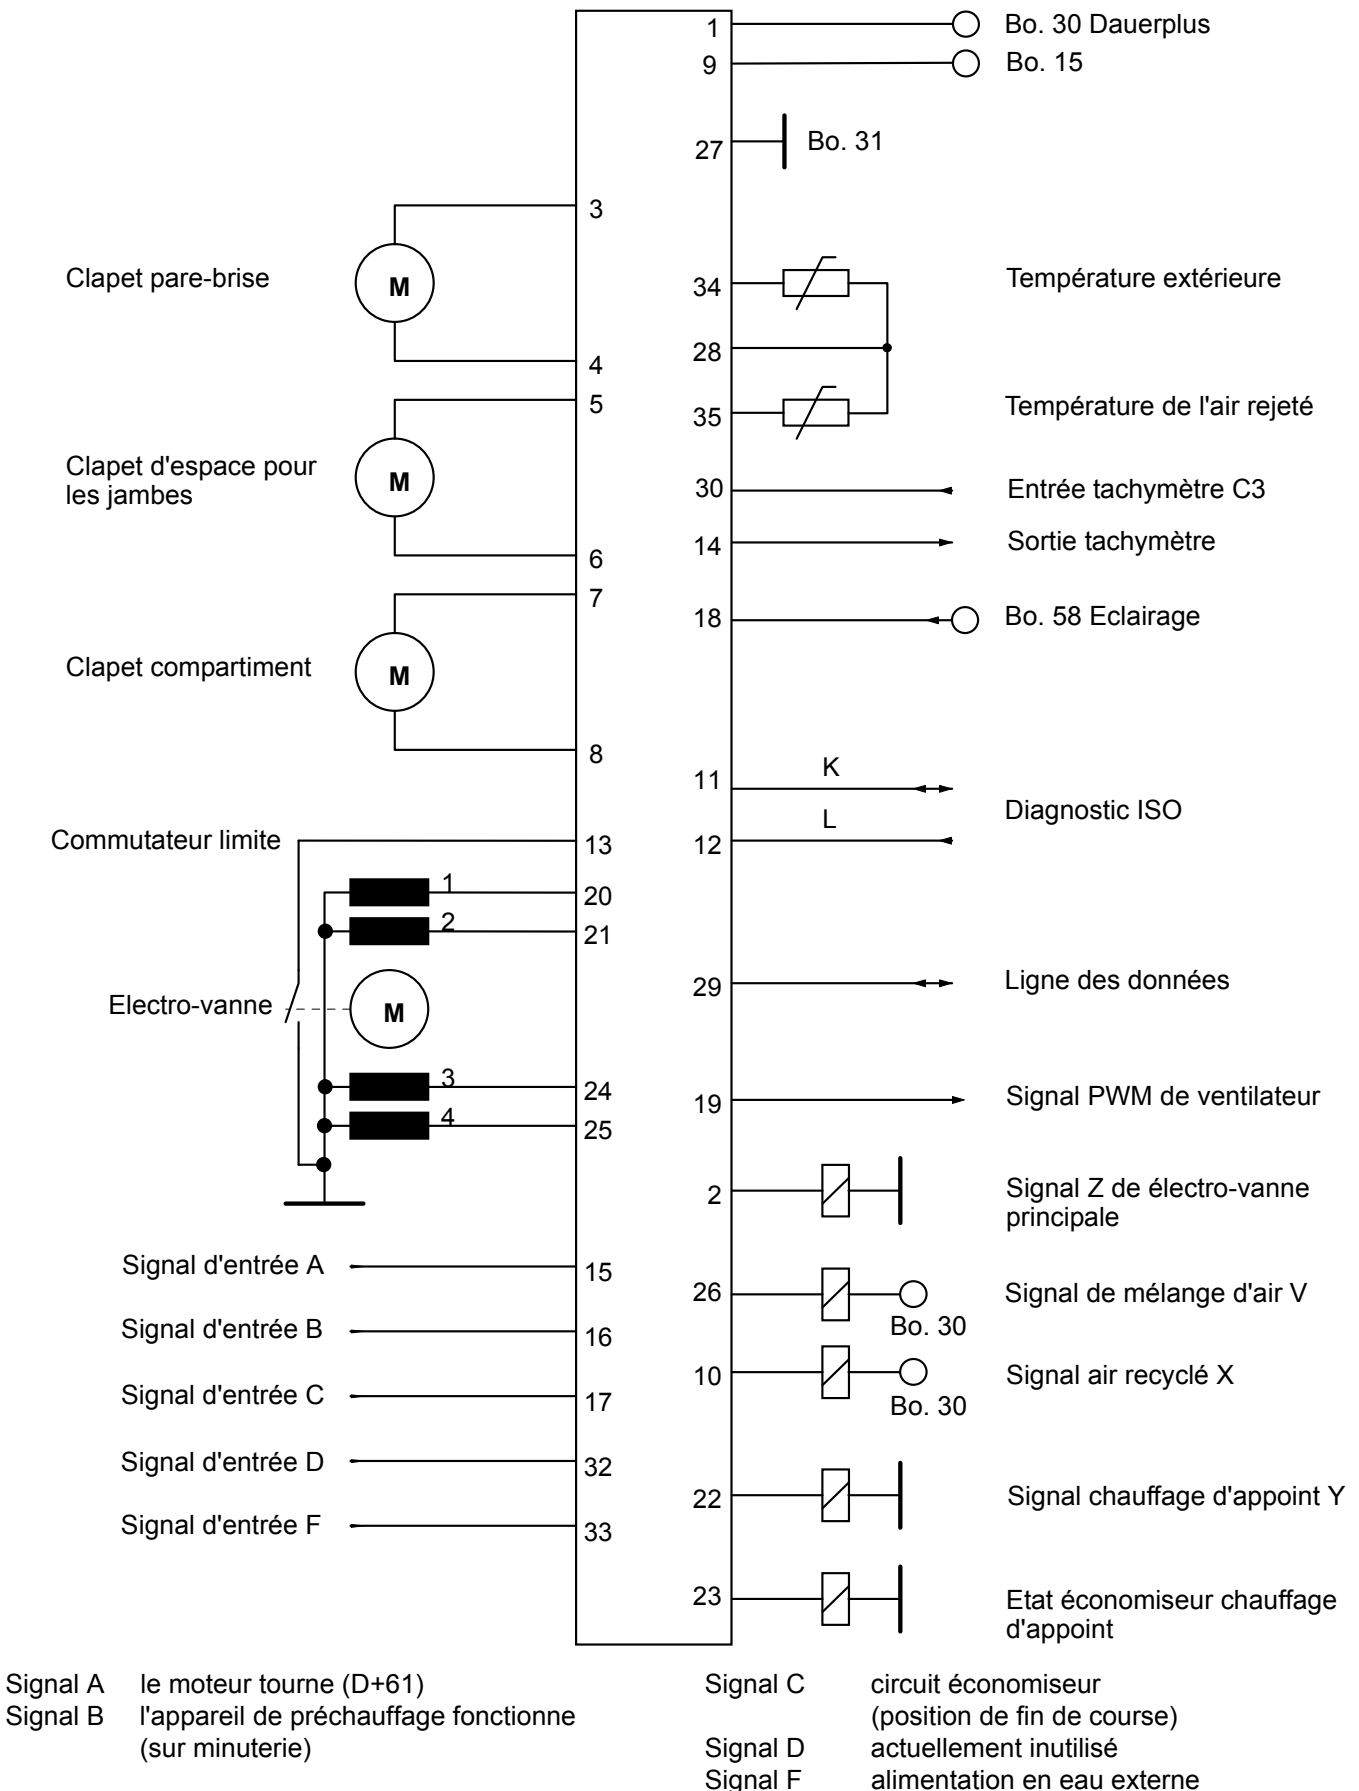 1
Bo. 30 Dauerplus
9
Bo. 15
27
Bo. 31
3
Clapet pare-brise
M
34
Température extérieure
28
4
5
35
Température de l'air rejeté
Clapet d'espace pour
les jambes
M
30
Entrée tachymètre C3
14
Sortie tachymètre
6
7
18
Bo. 58 Eclairage
Clapet compartiment
M
8
11
K
Diagnostic ISO
L
12
Commutateur limite
13
1
20
2
21
29
Ligne des données
Electro-vanne
M
3
24
19
Signal PWM de ventilateur
4
25
2
Signal Z de électro-vanne
principale
Signal d'entrée A
15
26
Signal de mélange d'air V
Bo. 30
Signal d'entrée B
16
10
Signal air recyclé X
Bo. 30
Signal d'entrée C
17
Signal d'entrée D
32
22
Signal chauffage d'appoint Y
Signal d'entrée F
33
23
Etat économiseur chauffage
d'appoint
Signal A le moteur tourne (D+61)
Signal B l'appareil de préchauffage fonctionne
(sur minuterie)
Signal C circuit économiseur
(position de fin de course)
Signal D actuellement inutilisé
Signal F alimentation en eau externe